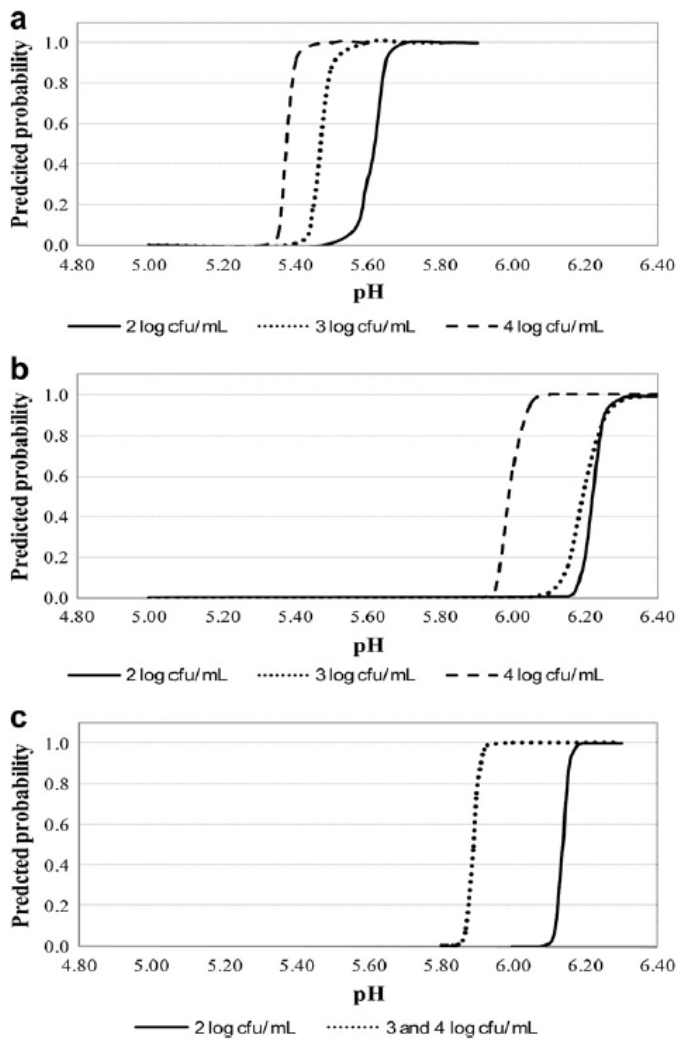 a
Predcited probability
1.0
0.8
0.6
0.4
0.2
0.0
4.80 5.00 5.20 5.40 5.60 5.80 6.00 6.20 6.40
pH
2 log cfu/mL 3 log cfu/mL 4 log cfu/mL
b
Predicted probability
1.0
0.8
0.6
0.4
0.2
0.0
4.80 5.00 5.20 5.40 5.60 5.80 6.00 6.20 6.40
pH
2 log cfu/mL 3 log cfu/mL 4 log cfu/mL
c
Predcted probability
1.0
0.8
0.6
0.4
0.2
0.0
4.80 5.00 5.20 5.40 5.60 5.80 6.00 6.20 6.40
pH
2 log cfu/mL 3 and 4 log cfu/mL